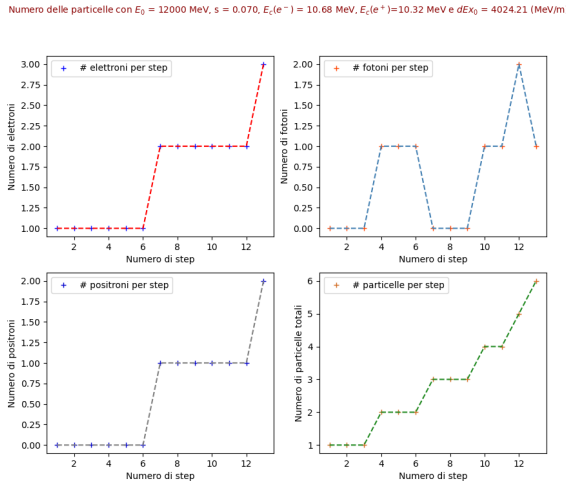 Numero delle particelle con E₀ = 12000 MeV, s = 0.070, E_c(e⁻) = 10.68 MeV, E_c(e⁺)=10.32 MeV e dEx₀ = 4024.21 (MeV/m
# elettroni per step
3.00
2.75
2.50
2.25
2.00
1.75
1.50
1.25
1.00
Numero di elettroni
2 4 6 8 10 12
Numero di step
# fotoni per step
2.00
1.75
1.50
1.25
1.00
0.75
0.50
0.25
0.00
Numero di fotoni
2 4 6 8 10 12
Numero di step
# positroni per step
2.00
1.75
1.50
1.25
1.00
0.75
0.50
0.25
0.00
Numero di positroni
2 4 6 8 10 12
Numero di step
# particelle per step
6
5
4
3
2
1
Numero di particelle totali
2 4 6 8 10 12
Numero di step